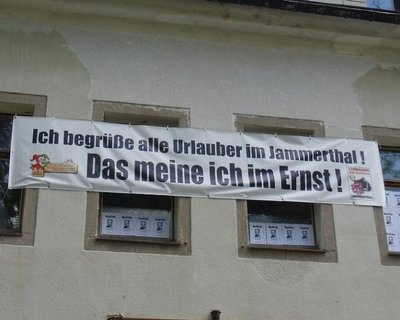 Ich begrüße alle Urlauber im Jammerthal !
Das meine ich im Ernst !